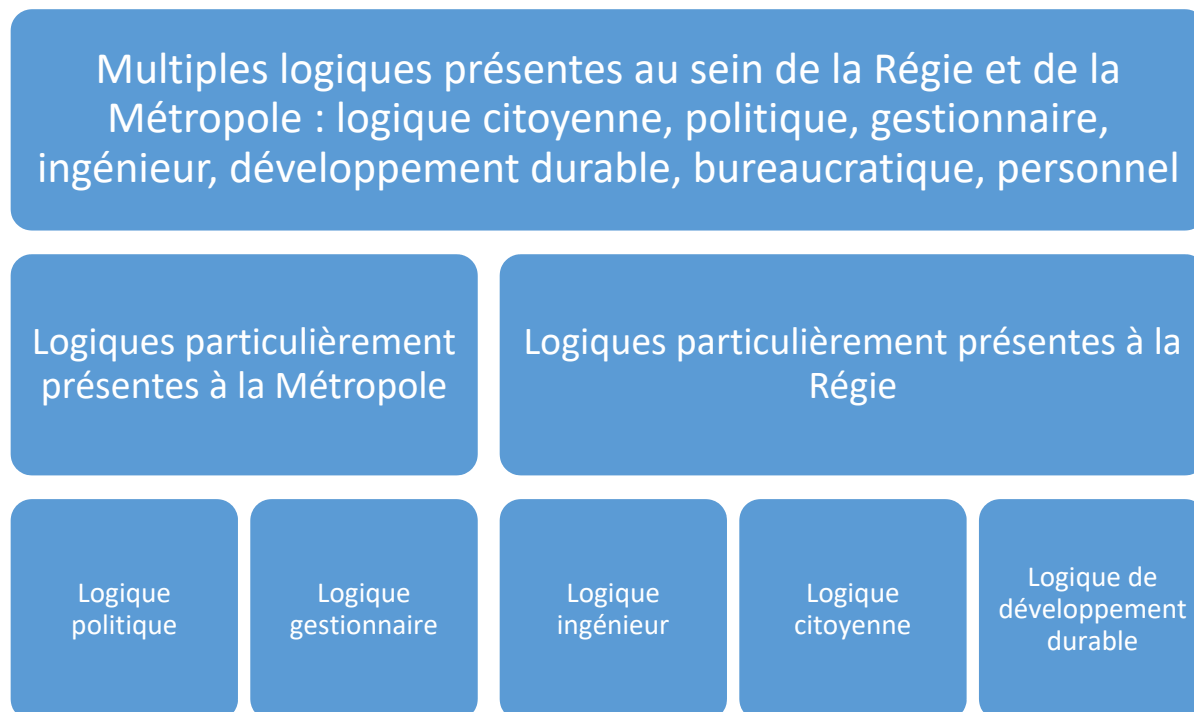 Multiples logiques présentes au sein de la Régie et de la
Métropole : logique citoyenne, politique, gestionnaire,
ingénieur, développement durable, bureaucratique, personnel
Logiques particulièrement
présentes à la Métropole
Logiques particulièrement présentes à la
Régie
Logique
politique
Logique
gestionnaire
Logique
ingénieur
Logique
citoyenne
Logique de
développement
durable